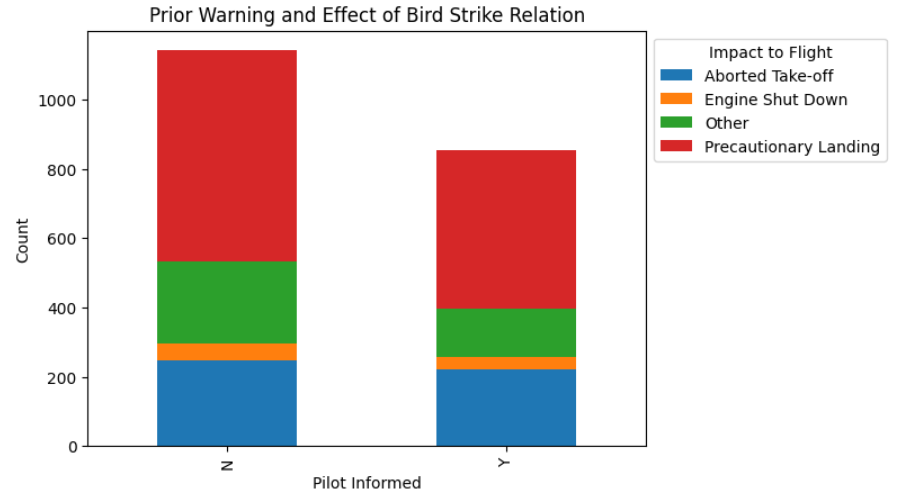 Prior Warning and Effect of Bird Strike Relation
Impact to Flight
Aborted Take-off
Engine Shut Down
Other
Precautionary Landing
1000
800
600
400
200
0
Count
N
Y
Pilot Informed